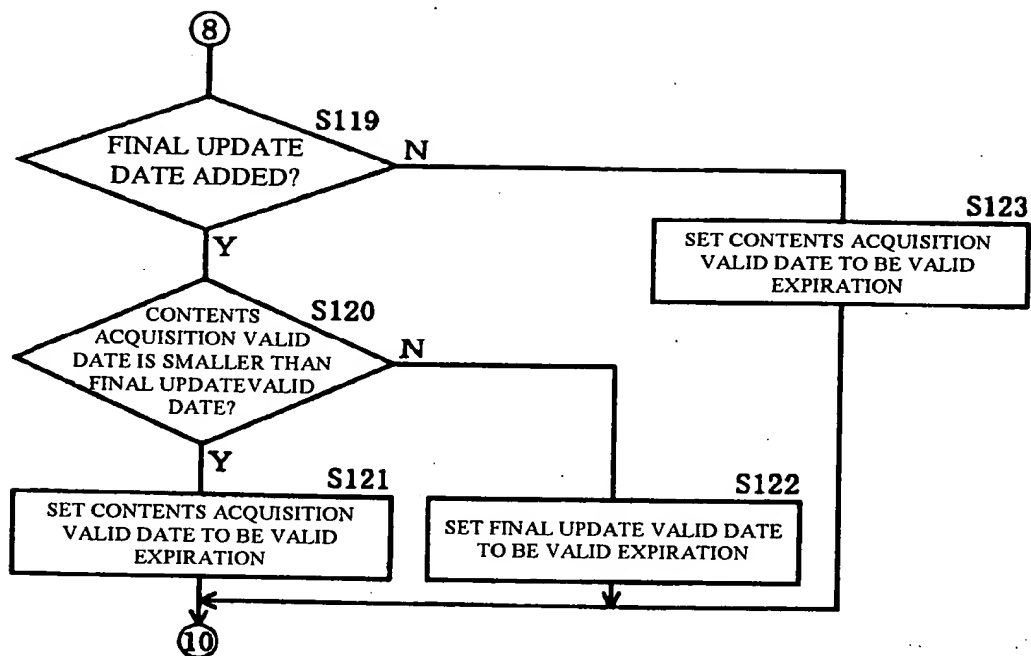 8
S119
FINAL UPDATE
DATE ADDED?
N
Y
S123
SET CONTENTS ACQUISITION
VALID DATE TO BE VALID
EXPIRATION
S120
CONTENTS
ACQUISITION VALID
DATE IS SMALLER THAN
FINAL UPDATEVALID
DATE?
N
Y
S121
SET CONTENTS ACQUISITION
VALID DATE TO BE VALID
EXPIRATION
S122
SET FINAL UPDATE VALID DATE
TO BE VALID EXPIRATION
10